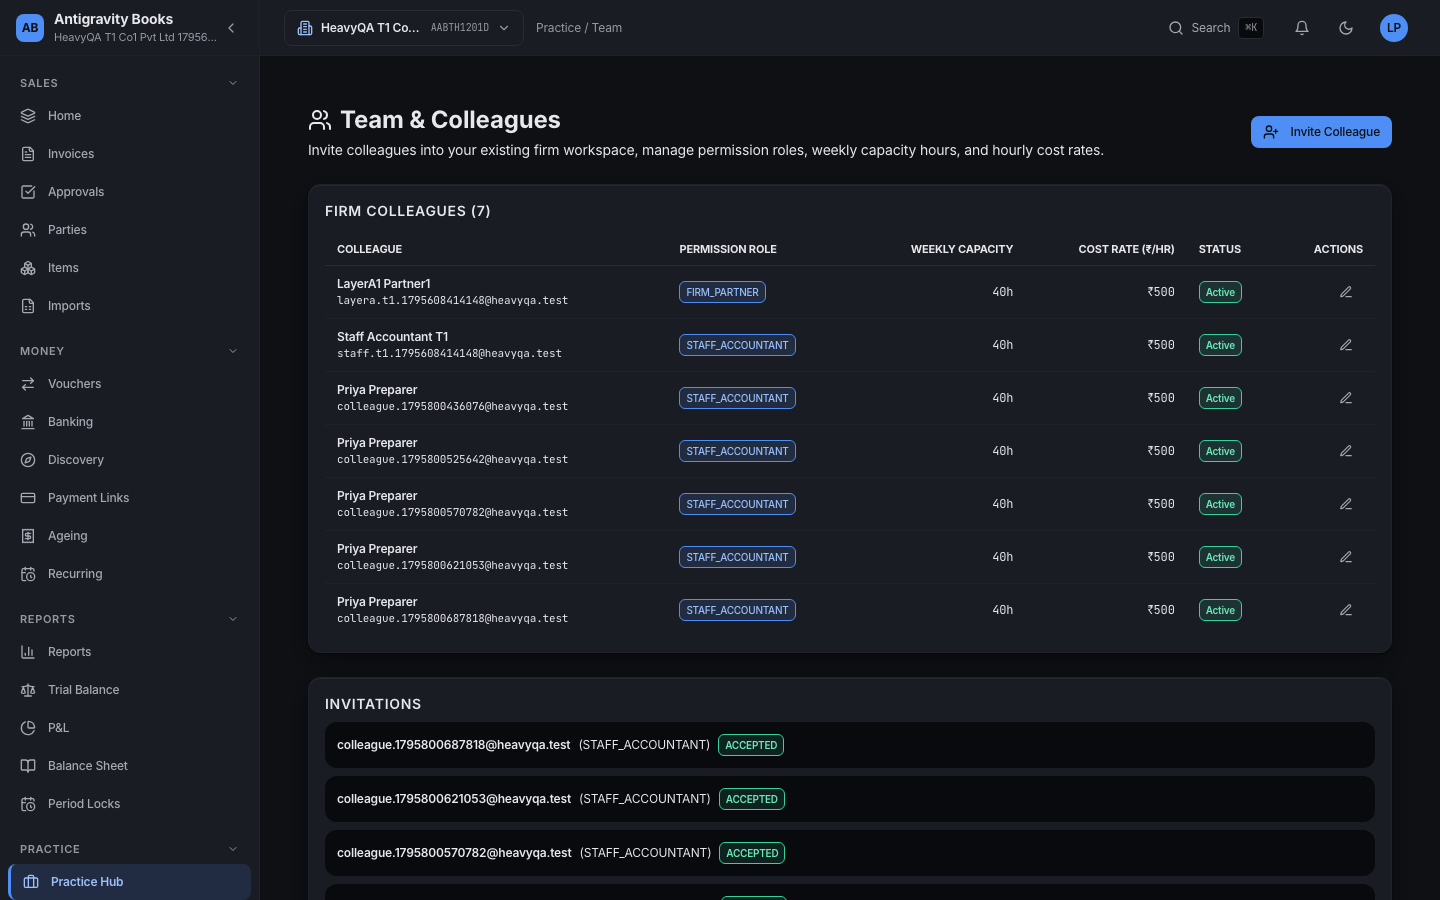 AB
Antigravity Books
HeavyQA T1 Co1 Pvt Ltd 17956...
HeavyQA T1 Co...
AABTH1201D
Practice / Team
Search
⌘K
LP
SALES
Home
Invoices
Approvals
Parties
Items
Imports
MONEY
Vouchers
Banking
Discovery
Payment Links
Ageing
Recurring
REPORTS
Reports
Trial Balance
P&L
Balance Sheet
Period Locks
PRACTICE
Practice Hub
Team & Colleagues
Invite colleagues into your existing firm workspace, manage permission roles, weekly capacity hours, and hourly cost rates.
Invite Colleague
FIRM COLLEAGUES (7)
COLLEAGUE PERMISSION ROLE WEEKLY CAPACITY COST RATE (₹/HR) STATUS ACTIONS
LayerA1 Partner1
layera.t1.1795608414148@heavyqa.test
FIRM_PARTNER 40h ₹500 Active
Staff Accountant T1
staff.t1.1795608414148@heavyqa.test
STAFF_ACCOUNTANT 40h ₹500 Active
Priya Preparer
colleague.1795800436076@heavyqa.test
STAFF_ACCOUNTANT 40h ₹500 Active
Priya Preparer
colleague.1795800525642@heavyqa.test
STAFF_ACCOUNTANT 40h ₹500 Active
Priya Preparer
colleague.1795800570782@heavyqa.test
STAFF_ACCOUNTANT 40h ₹500 Active
Priya Preparer
colleague.1795800621053@heavyqa.test
STAFF_ACCOUNTANT 40h ₹500 Active
Priya Preparer
colleague.1795800687818@heavyqa.test
STAFF_ACCOUNTANT 40h ₹500 Active
INVITATIONS
colleague.1795800687818@heavyqa.test (STAFF_ACCOUNTANT) ACCEPTED
colleague.1795800621053@heavyqa.test (STAFF_ACCOUNTANT) ACCEPTED
colleague.1795800570782@heavyqa.test (STAFF_ACCOUNTANT) ACCEPTED